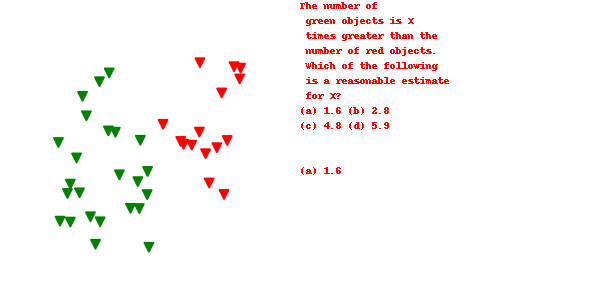 The number of
green objects is X
times greater than the
number of red objects.
Which of the following
is a reasonable estimate
for X?
(a) 1.6 (b) 2.8
(c) 4.8 (d) 5.9
(a) 1.6